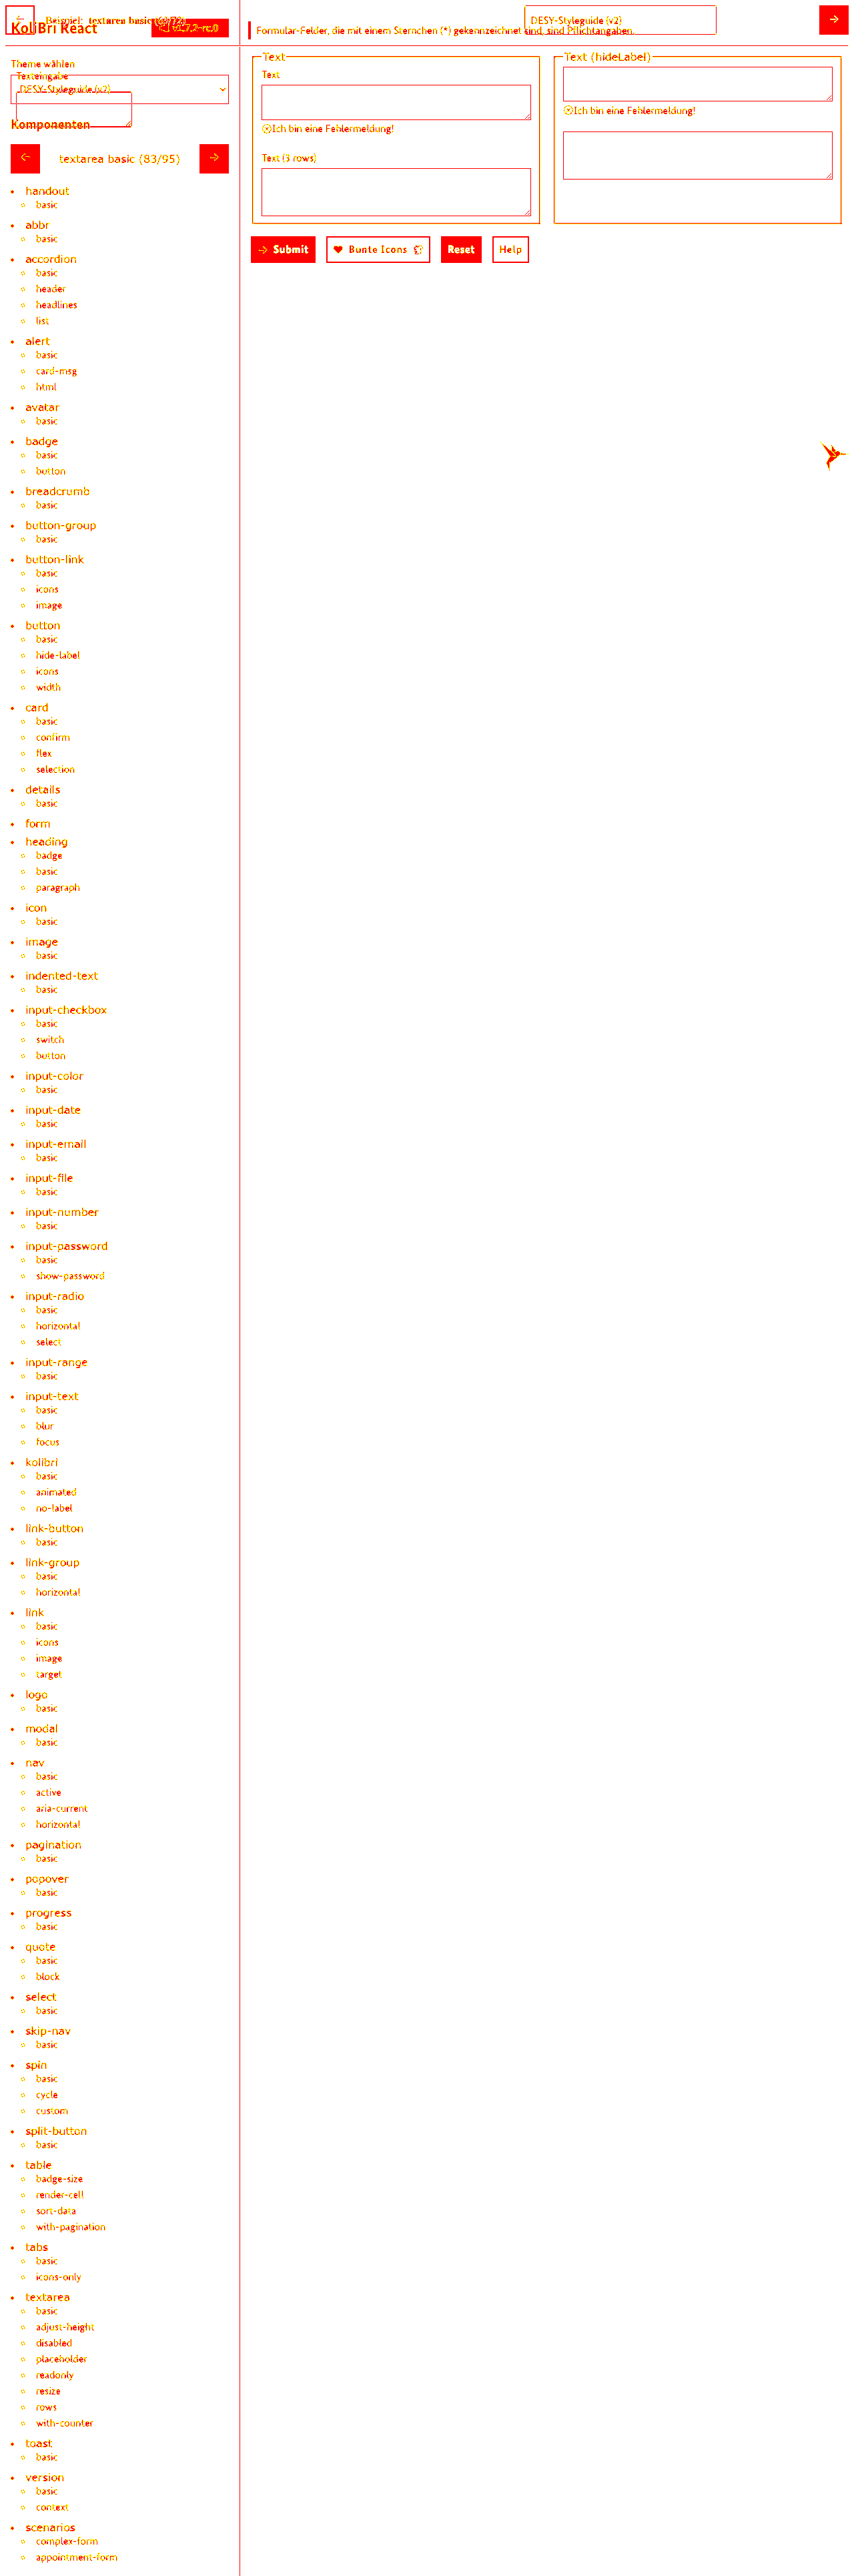 Beispiel: textarea basic
DESY-Styleguide (v2)
KoliBri React
Formular-Felder, die mit einem Sternchen (*) gekennzeichnet sind, sind Pflichtangaben.
Theme wählen
Texteingabe
DESY-Styleguide (v2)
Komponenten
textarea basic (83/95)
handout
basic
abbr
basic
accordion
basic
header
headlines
list
alert
basic
card-msg
html
avatar
basic
badge
basic
button
breadcrumb
basic
button-group
basic
button-link
basic
icons
image
button
basic
hide-label
icons
width
card
basic
confirm
flex
selection
details
basic
form
heading
badge
basic
paragraph
icon
basic
image
basic
indented-text
basic
input-checkbox
basic
switch
button
input-color
basic
input-date
basic
input-email
basic
input-file
basic
input-number
basic
input-password
basic
show-password
input-radio
basic
horizontal
select
input-range
basic
input-text
basic
blur
focus
kolibri
basic
animated
no-label
link-button
basic
link-group
basic
horizontal
link
basic
icons
image
target
logo
basic
modal
basic
nav
basic
active
aria-current
horizontal
pagination
basic
popover
basic
progress
basic
quote
basic
block
select
basic
skip-nav
basic
spin
basic
cycle
custom
split-button
basic
table
badge-size
render-cell
sort-data
with-pagination
tabs
basic
icons-only
textarea
basic
adjust-height
disabled
placeholder
readonly
resize
rows
with-counter
toast
basic
version
basic
context
scenarios
complex-form
appointment-form
Text
Text
Ich bin eine Fehlermeldung!
Text (3 rows)
Text (hideLabel)
Ich bin eine Fehlermeldung!
Submit
Bunte Icons
Reset
Help